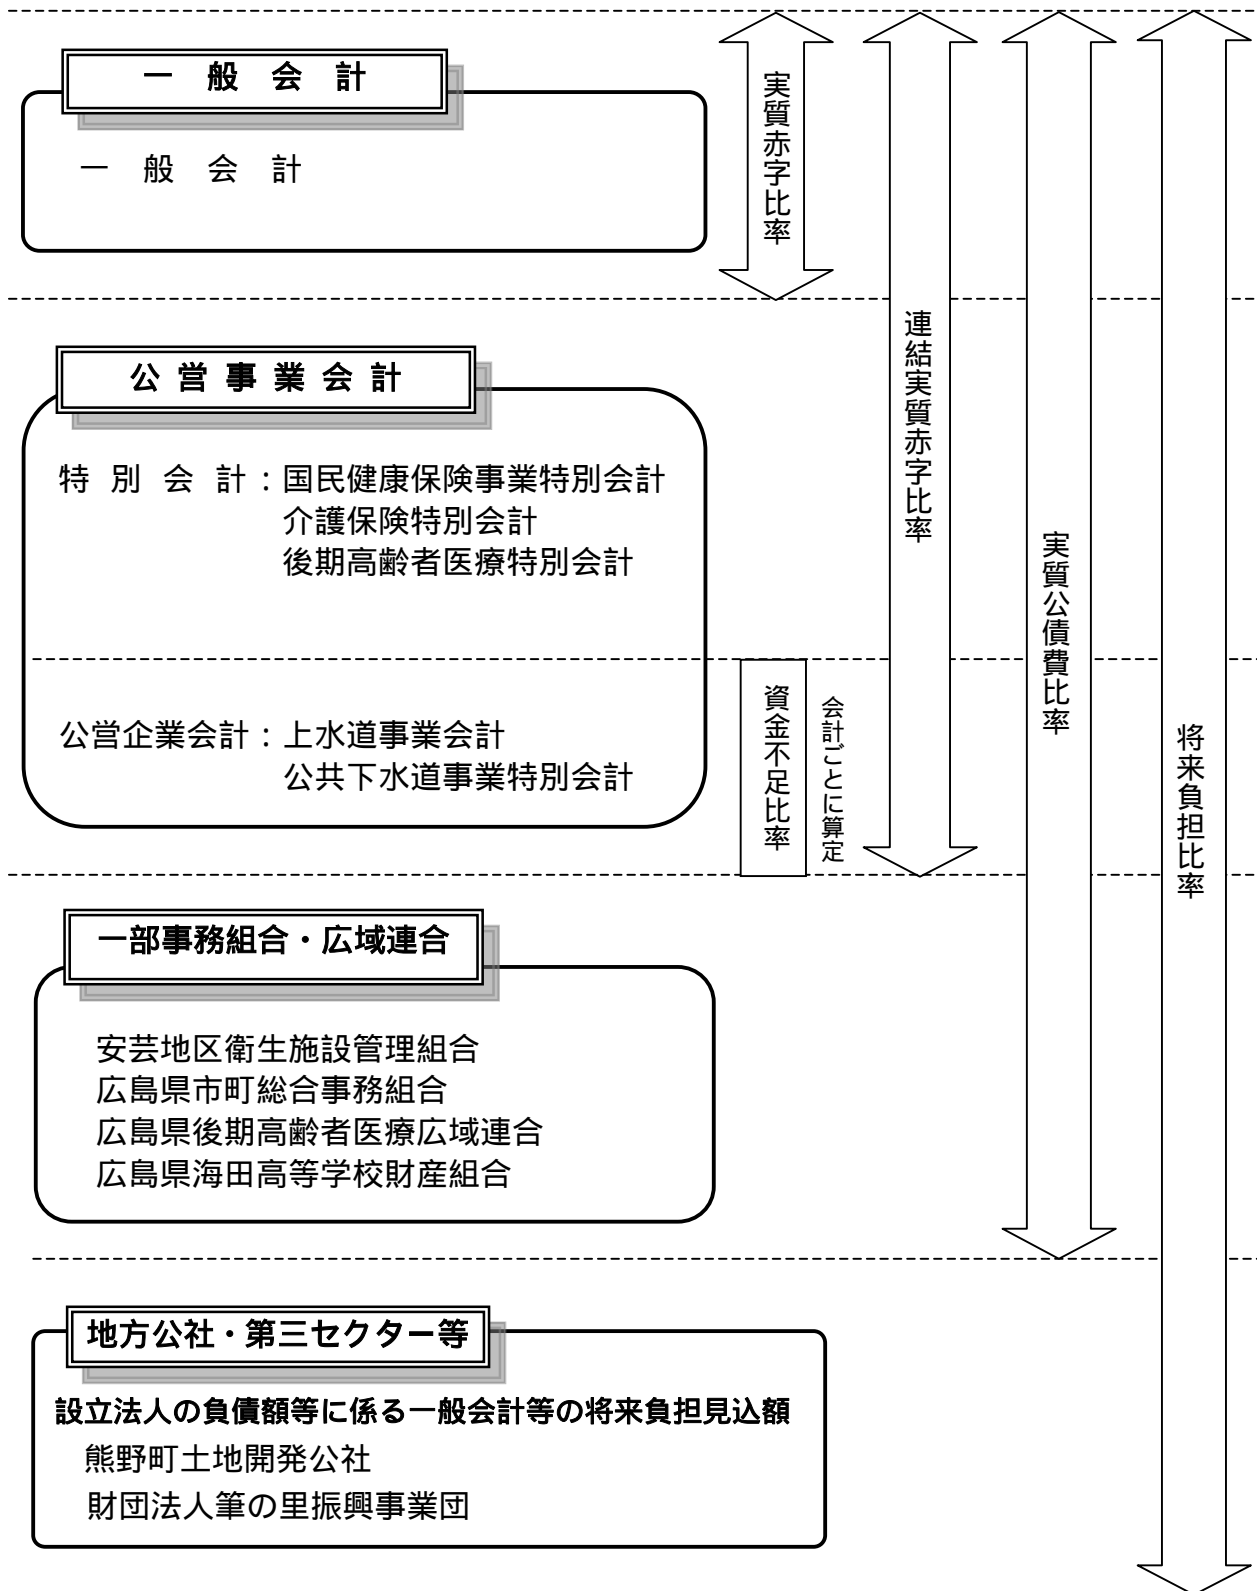 一 般 会 計
一 般 会 計
実質赤字比率
連結実質赤字比率
実質公債費比率
将来負担比率
公 営 事 業 会 計
特 別 会 計：国民健康保険事業特別会計
介護保険特別会計
後期高齢者医療特別会計
公営企業会計：上水道事業会計
公共下水道事業特別会計
資金不足比率
会計ごとに算定
一部事務組合・広域連合
安芸地区衛生施設管理組合
広島県市町総合事務組合
広島県後期高齢者医療広域連合
広島県海田高等学校財産組合
地方公社・第三セクター等
設立法人の負債額等に係る一般会計等の将来負担見込額
熊野町土地開発公社
財団法人筆の里振興事業団